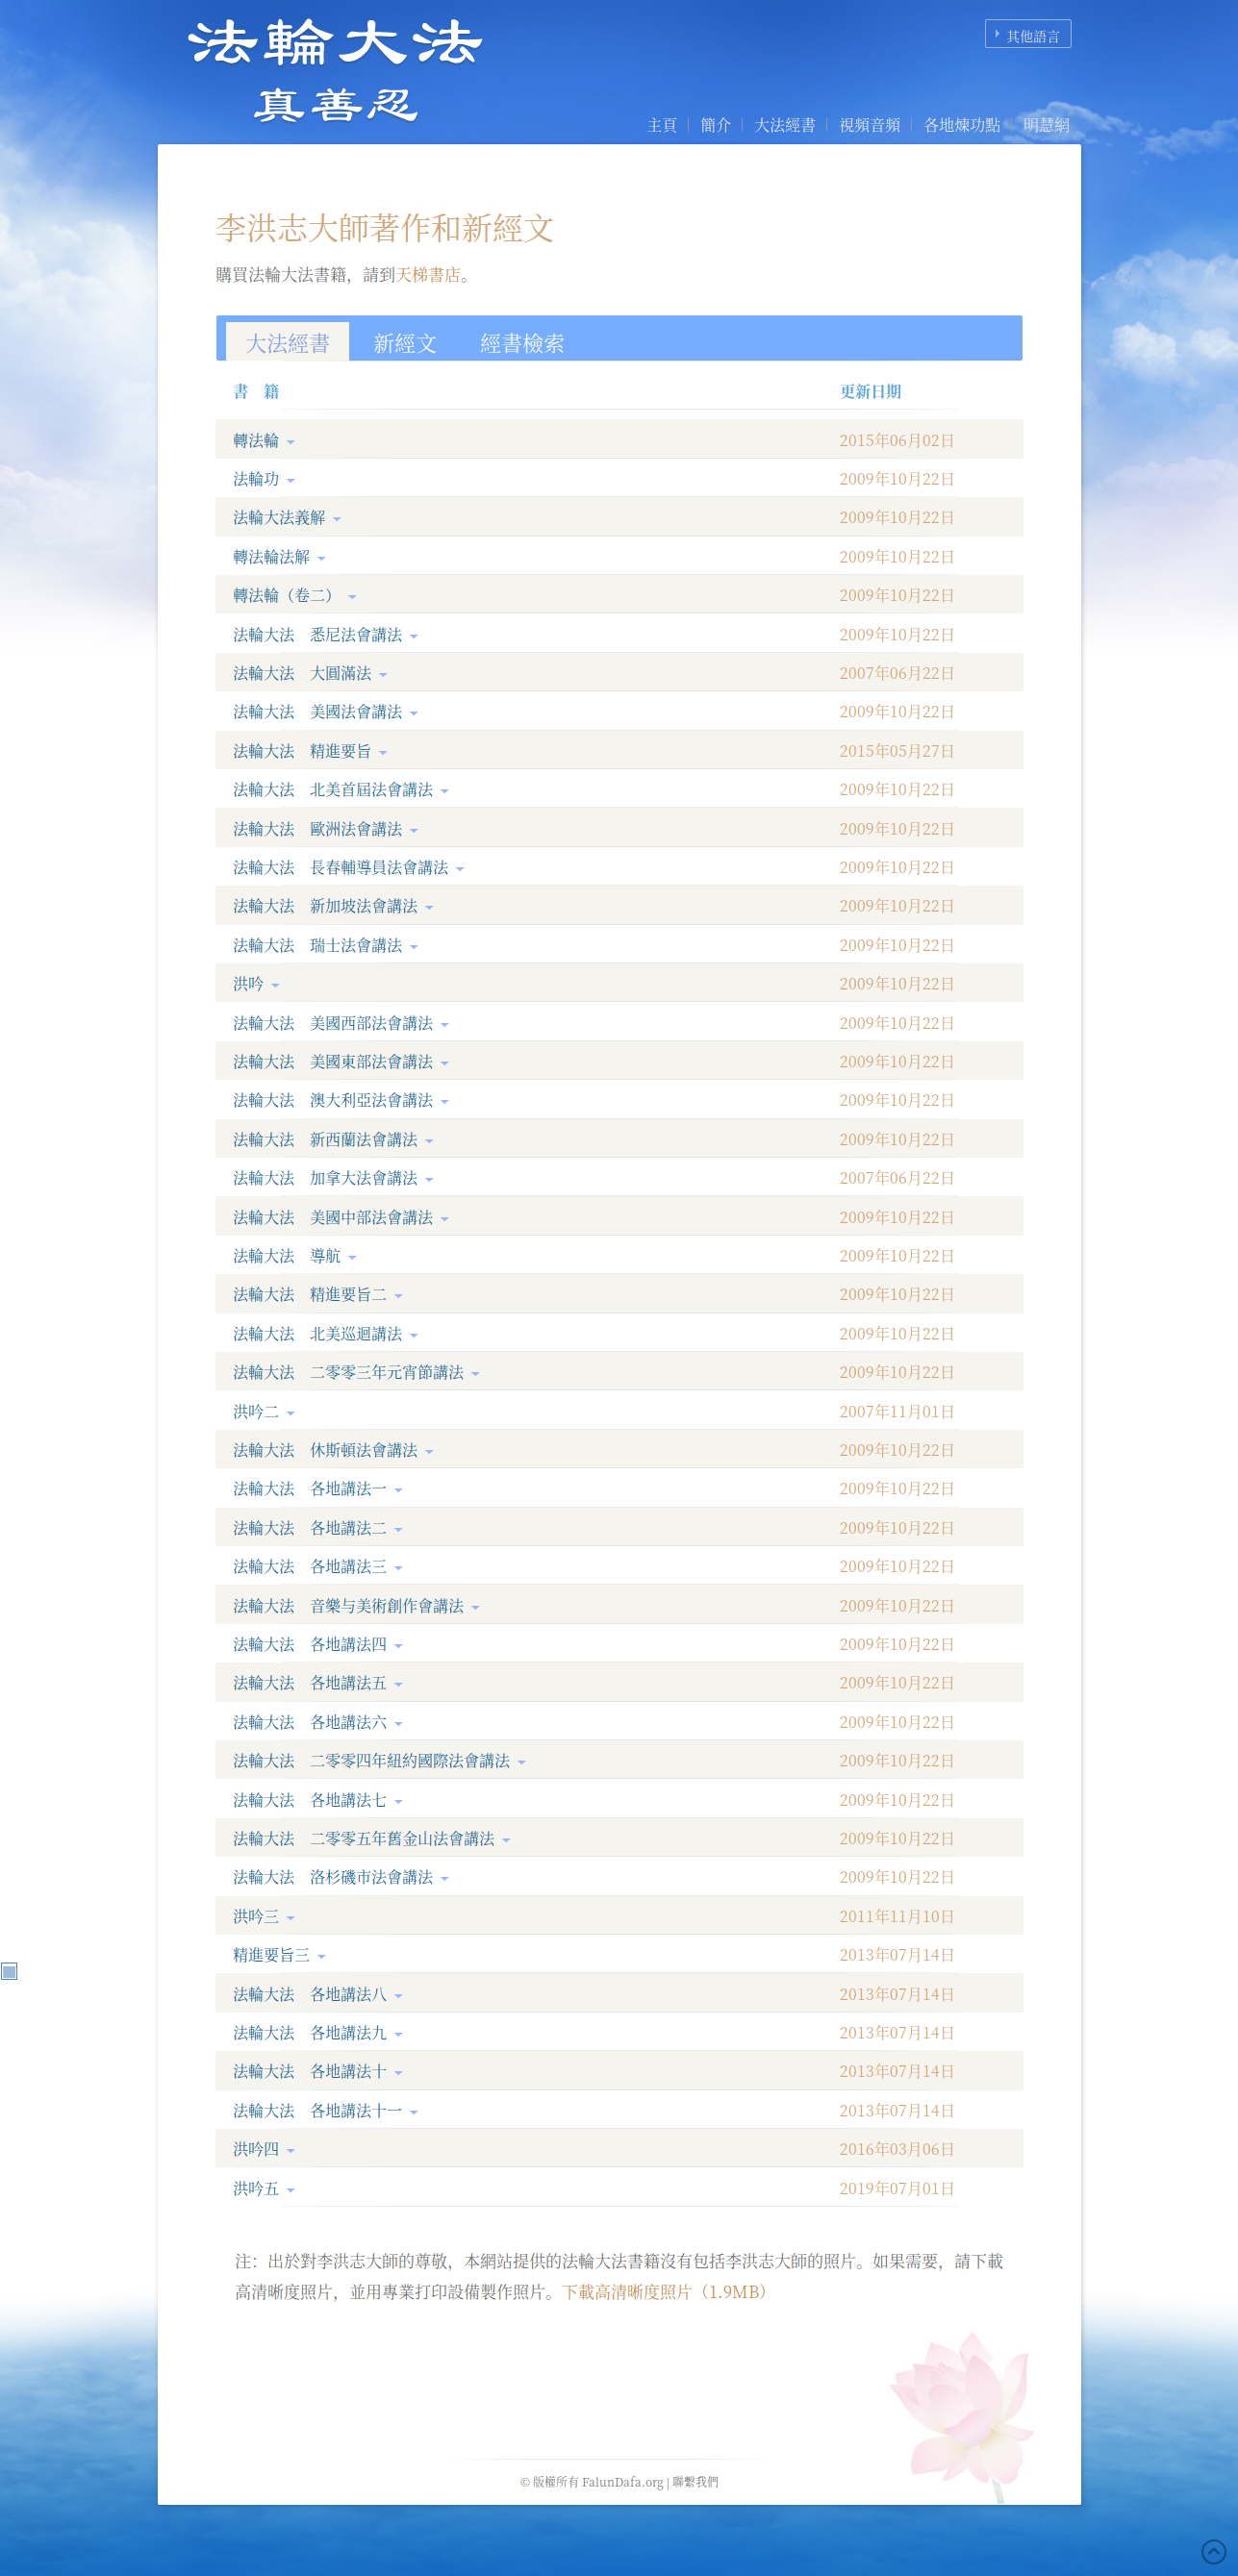 法輪大法
真善忍
其他語言
主頁 簡介 大法經書 視頻音頻 各地煉功點 明慧網
李洪志大師著作和新經文
購買法輪大法書籍，請到天梯書店。
大法經書 新經文 經書檢索
書　籍 更新日期
轉法輪 2015年06月02日
法輪功 2009年10月22日
法輪大法義解 2009年10月22日
轉法輪法解 2009年10月22日
轉法輪（卷二） 2009年10月22日
法輪大法　悉尼法會講法 2009年10月22日
法輪大法　大圓滿法 2007年06月22日
法輪大法　美國法會講法 2009年10月22日
法輪大法　精進要旨 2015年05月27日
法輪大法　北美首屆法會講法 2009年10月22日
法輪大法　歐洲法會講法 2009年10月22日
法輪大法　長春輔導員法會講法 2009年10月22日
法輪大法　新加坡法會講法 2009年10月22日
法輪大法　瑞士法會講法 2009年10月22日
洪吟 2009年10月22日
法輪大法　美國西部法會講法 2009年10月22日
法輪大法　美國東部法會講法 2009年10月22日
法輪大法　澳大利亞法會講法 2009年10月22日
法輪大法　新西蘭法會講法 2009年10月22日
法輪大法　加拿大法會講法 2007年06月22日
法輪大法　美國中部法會講法 2009年10月22日
法輪大法　導航 2009年10月22日
法輪大法　精進要旨二 2009年10月22日
法輪大法　北美巡迴講法 2009年10月22日
法輪大法　二零零三年元宵節講法 2009年10月22日
洪吟二 2007年11月01日
法輪大法　休斯頓法會講法 2009年10月22日
法輪大法　各地講法一 2009年10月22日
法輪大法　各地講法二 2009年10月22日
法輪大法　各地講法三 2009年10月22日
法輪大法　音樂与美術創作會講法 2009年10月22日
法輪大法　各地講法四 2009年10月22日
法輪大法　各地講法五 2009年10月22日
法輪大法　各地講法六 2009年10月22日
法輪大法　二零零四年紐約國際法會講法 2009年10月22日
法輪大法　各地講法七 2009年10月22日
法輪大法　二零零五年舊金山法會講法 2009年10月22日
法輪大法　洛杉磯市法會講法 2009年10月22日
洪吟三 2011年11月10日
精進要旨三 2013年07月14日
法輪大法　各地講法八 2013年07月14日
法輪大法　各地講法九 2013年07月14日
法輪大法　各地講法十 2013年07月14日
法輪大法　各地講法十一 2013年07月14日
洪吟四 2016年03月06日
洪吟五 2019年07月01日
注：出於對李洪志大師的尊敬，本網站提供的法輪大法書籍沒有包括李洪志大師的照片。如果需要，請下載
高清晰度照片，並用專業打印設備製作照片。下載高清晰度照片（1.9MB）
© 版權所有 FalunDafa.org | 聯繫我們